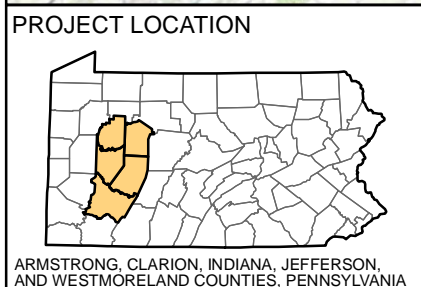 PROJECT LOCATION
ARMSTRONG, CLARION, INDIANA, JEFFERSON,
AND WESTMORELAND COUNTIES, PENNSYLVANIA